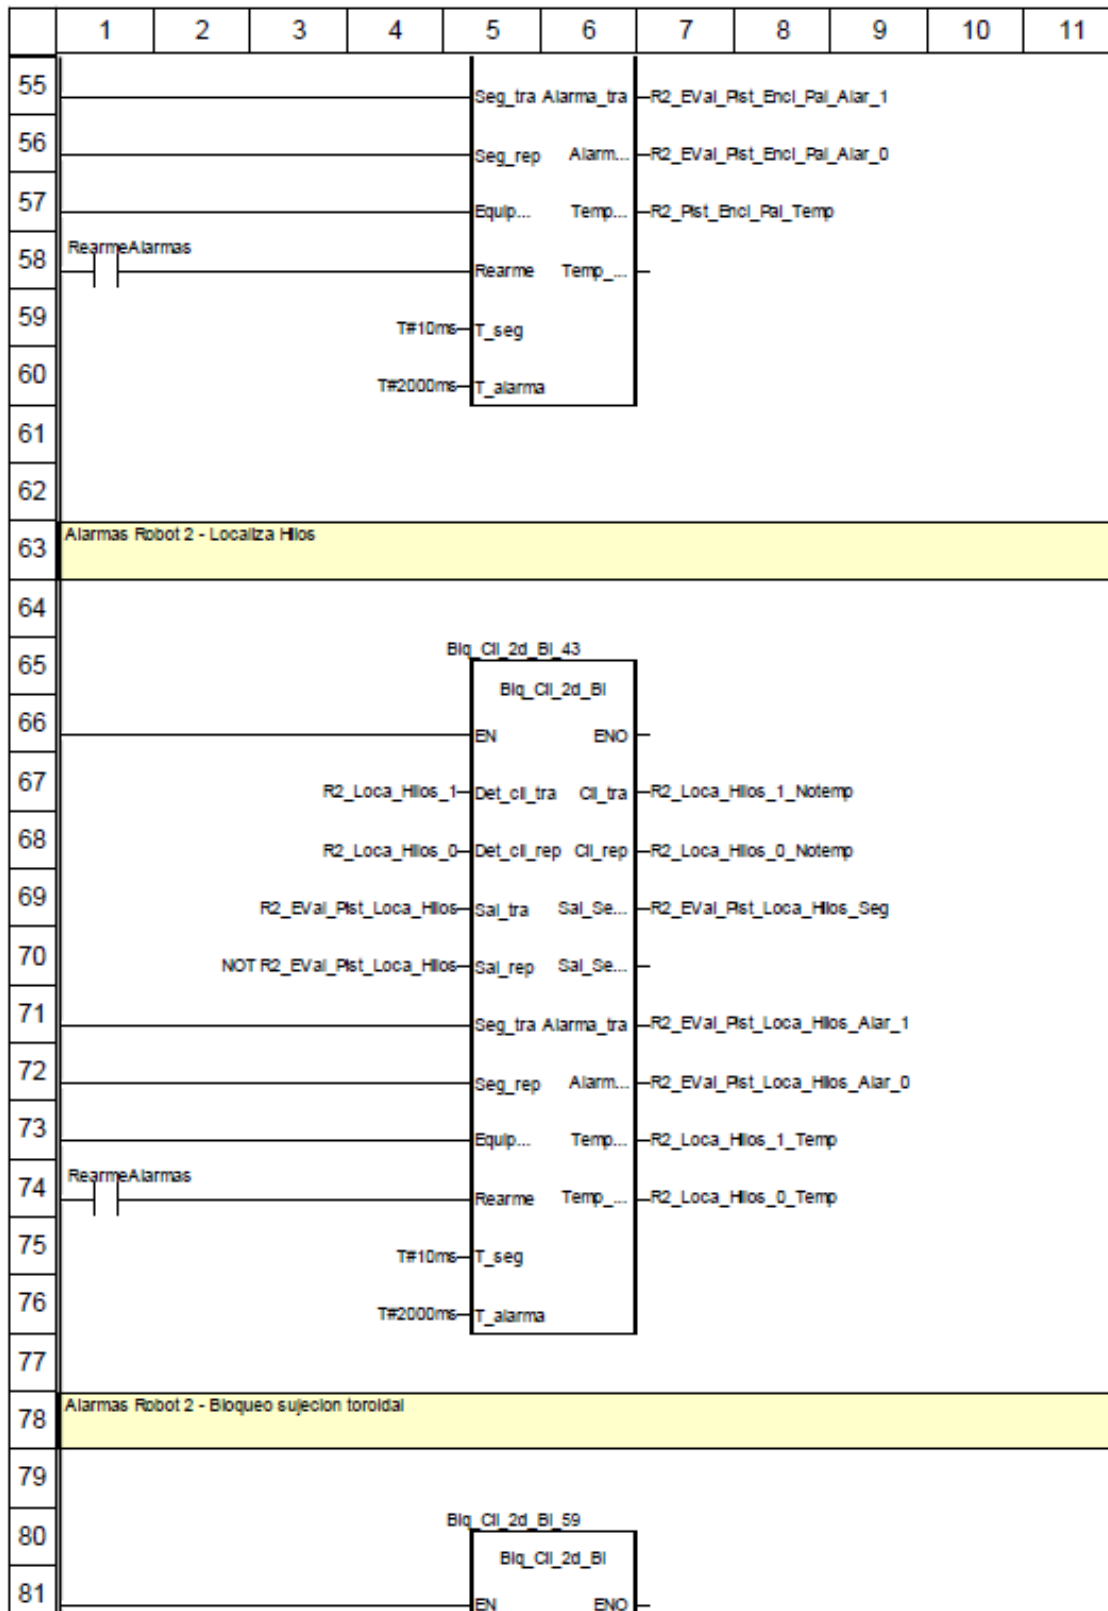 1 2 3 4 5 6 7 8 9 10 11
55 Seg_tra Alarma_tra R2_EVal_Pist_Encl_Pal_Alar_1
56 Seg_rep Alarm... R2_EVal_Pist_Encl_Pal_Alar_0
57 Equip... Temp... R2_Pist_Encl_Pal_Temp
RearmeAlarmas
58 Rearme Temp_...
59 T#10ms T_seg
60 T#2000ms T_alarma
61
62
63 Alarmas Robot 2 - Localiza Hilos
64
65 Blq_Cil_2d_Bi_43
Blq_Cil_2d_Bi
66 EN ENO
67 R2_Loca_Hilos_1 Det_cil_tra Cil_tra R2_Loca_Hilos_1_Notemp
68 R2_Loca_Hilos_0 Det_cil_rep Cil_rep R2_Loca_Hilos_0_Notemp
69 R2_EVal_Pist_Loca_Hilos Sal_tra Sal_Se... R2_EVal_Pist_Loca_Hilos_Seg
70 NOT R2_EVal_Pist_Loca_Hilos Sal_rep Sal_Se...
71 Seg_tra Alarma_tra R2_EVal_Pist_Loca_Hilos_Alar_1
72 Seg_rep Alarm... R2_EVal_Pist_Loca_Hilos_Alar_0
73 Equip... Temp... R2_Loca_Hilos_1_Temp
RearmeAlarmas
74 Rearme Temp_... R2_Loca_Hilos_0_Temp
75 T#10ms T_seg
76 T#2000ms T_alarma
77
78 Alarmas Robot 2 - Bloqueo sujecion toroidal
79
80 Blq_Cil_2d_Bi_59
Blq_Cil_2d_Bi
81 EN ENO